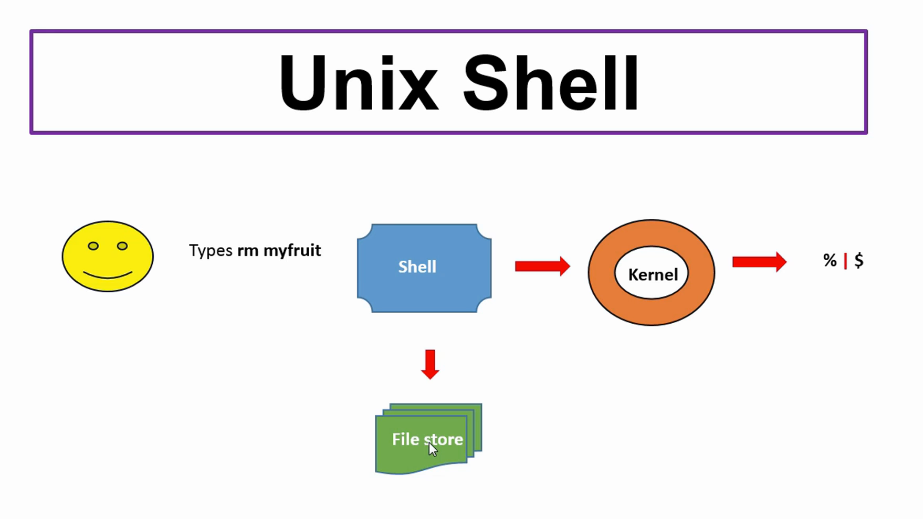 Unix Shell
Types rm myfruit
Shell
Kernel
% | $
File store